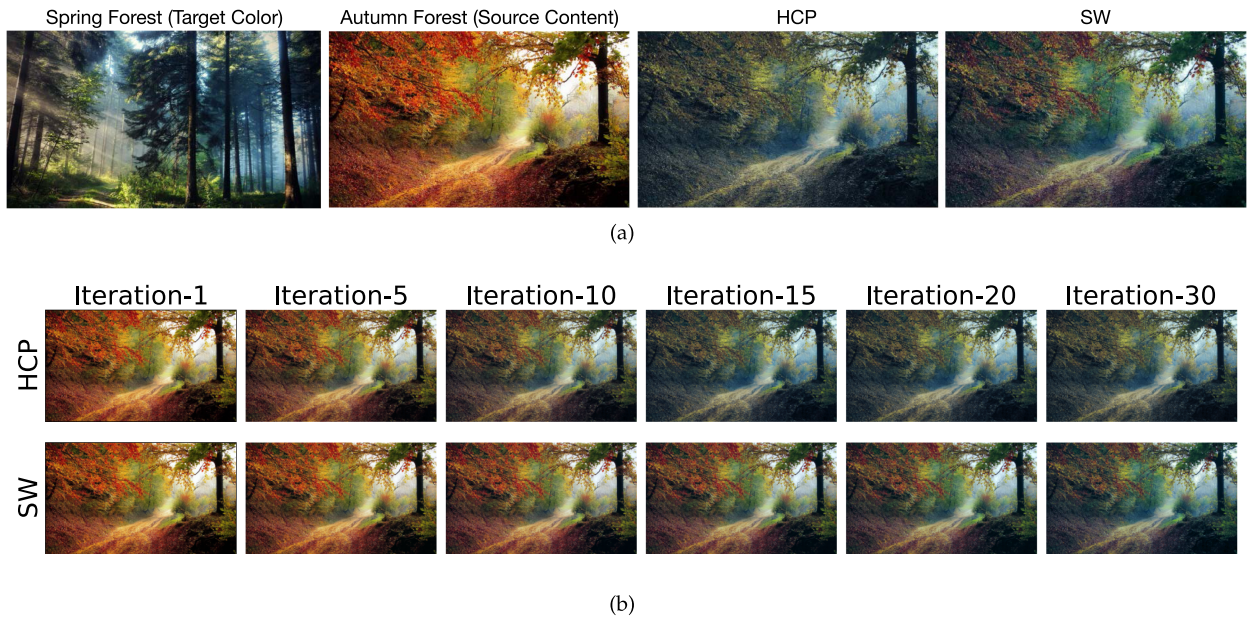 Spring Forest (Target Color) Autumn Forest (Source Content) HCP SW
(a)
Iteration-1 Iteration-5 Iteration-10 Iteration-15 Iteration-20 Iteration-30
HCP
SW
(b)